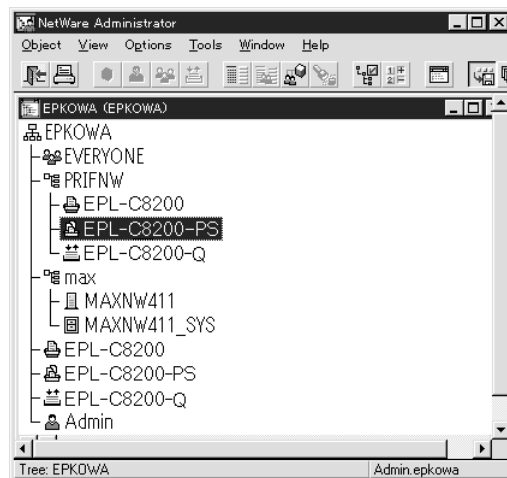 NetWare Administrator
Object View Options Tools Window Help
EPKOWA (EPKOWA)
EPKOWA
EVERYONE
PRIFNW
EPL-C8200
EPL-C8200-PS
EPL-C8200-Q
max
MAXNW411
MAXNW411_SYS
EPL-C8200
EPL-C8200-PS
EPL-C8200-Q
Admin
Tree: EPKOWA Admin.epkowa